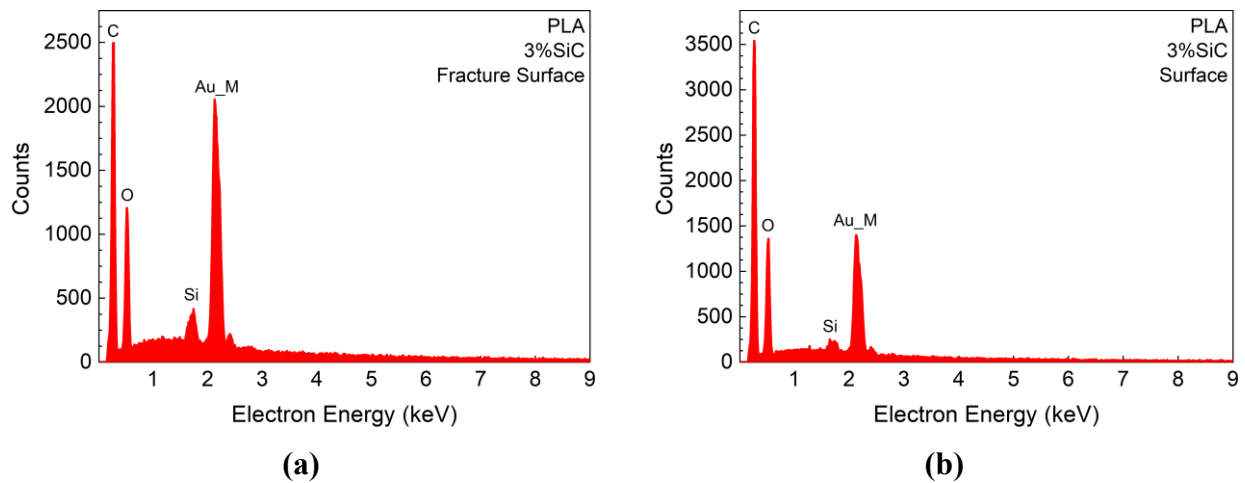 PLA
3%SiC
Fracture Surface
C
O
Si
Au_M
2500
2000
1500
1000
500
0
Counts
1 2 3 4 5 6 7 8 9
Electron Energy (keV)
(a)
PLA
3%SiC
Surface
C
O
Si
Au_M
3500
3000
2500
2000
1500
1000
500
0
Counts
1 2 3 4 5 6 7 8 9
Electron Energy (keV)
(b)